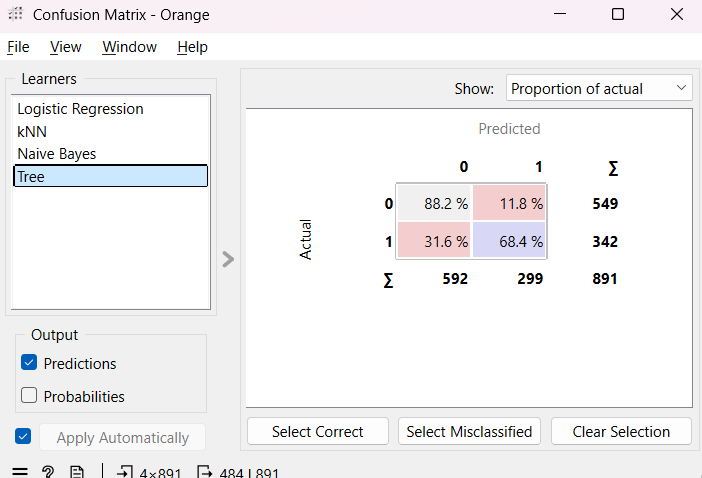 Confusion Matrix - Orange
File View Window Help
Learners
Logistic Regression
kNN
Naive Bayes
Tree
Output
Predictions
Probabilities
Apply Automatically
Show: Proportion of actual
Predicted
0 1 Σ
Actual
0 88.2 % 11.8 % 549
1 31.6 % 68.4 % 342
Σ 592 299 891
Select Correct Select Misclassified Clear Selection
? 4×891 484 | 891